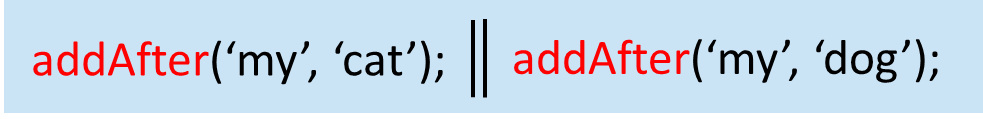 addAfter(‘my’, ‘cat’); || addAfter(‘my’, ‘dog’);